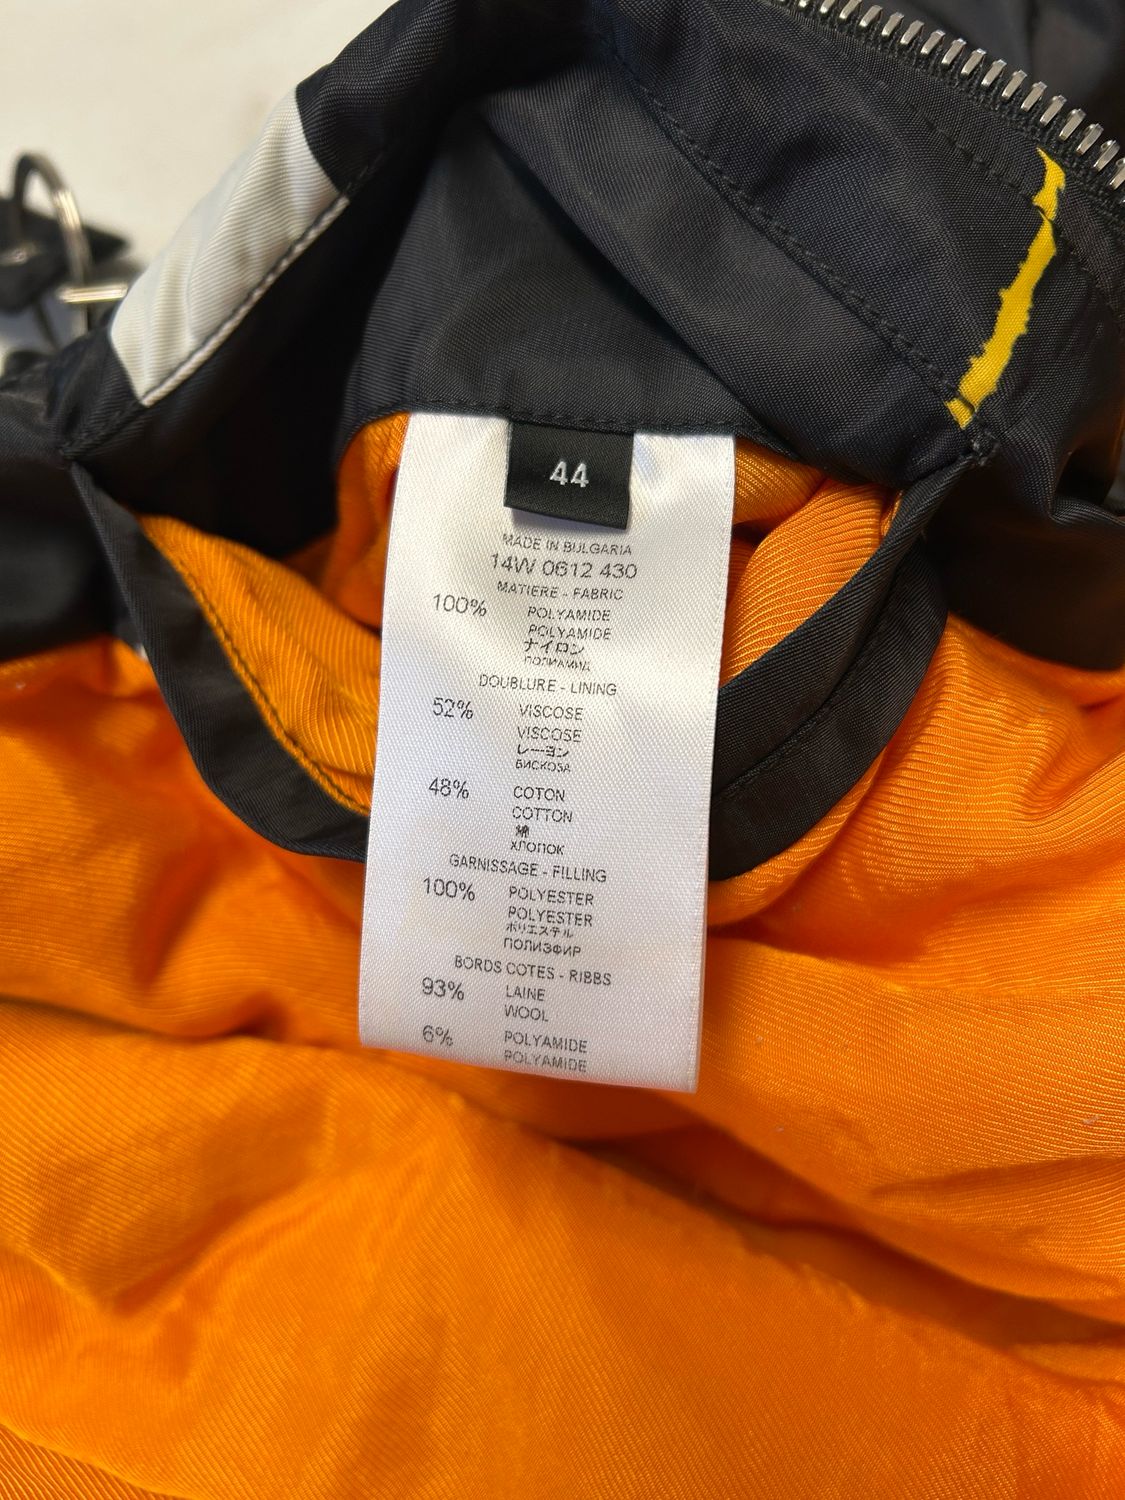 44
MADE IN BULGARIA
14W 0612 430
MATIERE - FABRIC
100% POLYAMIDE
POLYAMIDE
ナイロン
ПОЛИАМИД
DOUBLURE - LINING
52% VISCOSE
VISCOSE
レーヨン
БИСКОЗА
48% COTON
COTTON
綿
ХЛОПОК
GARNISSAGE - FILLING
100% POLYESTER
POLYESTER
ポリエステル
ПОЛИЭФИР
BORDS COTES - RIBBS
93% LAINE
WOOL
6% POLYAMIDE
POLYAMIDE